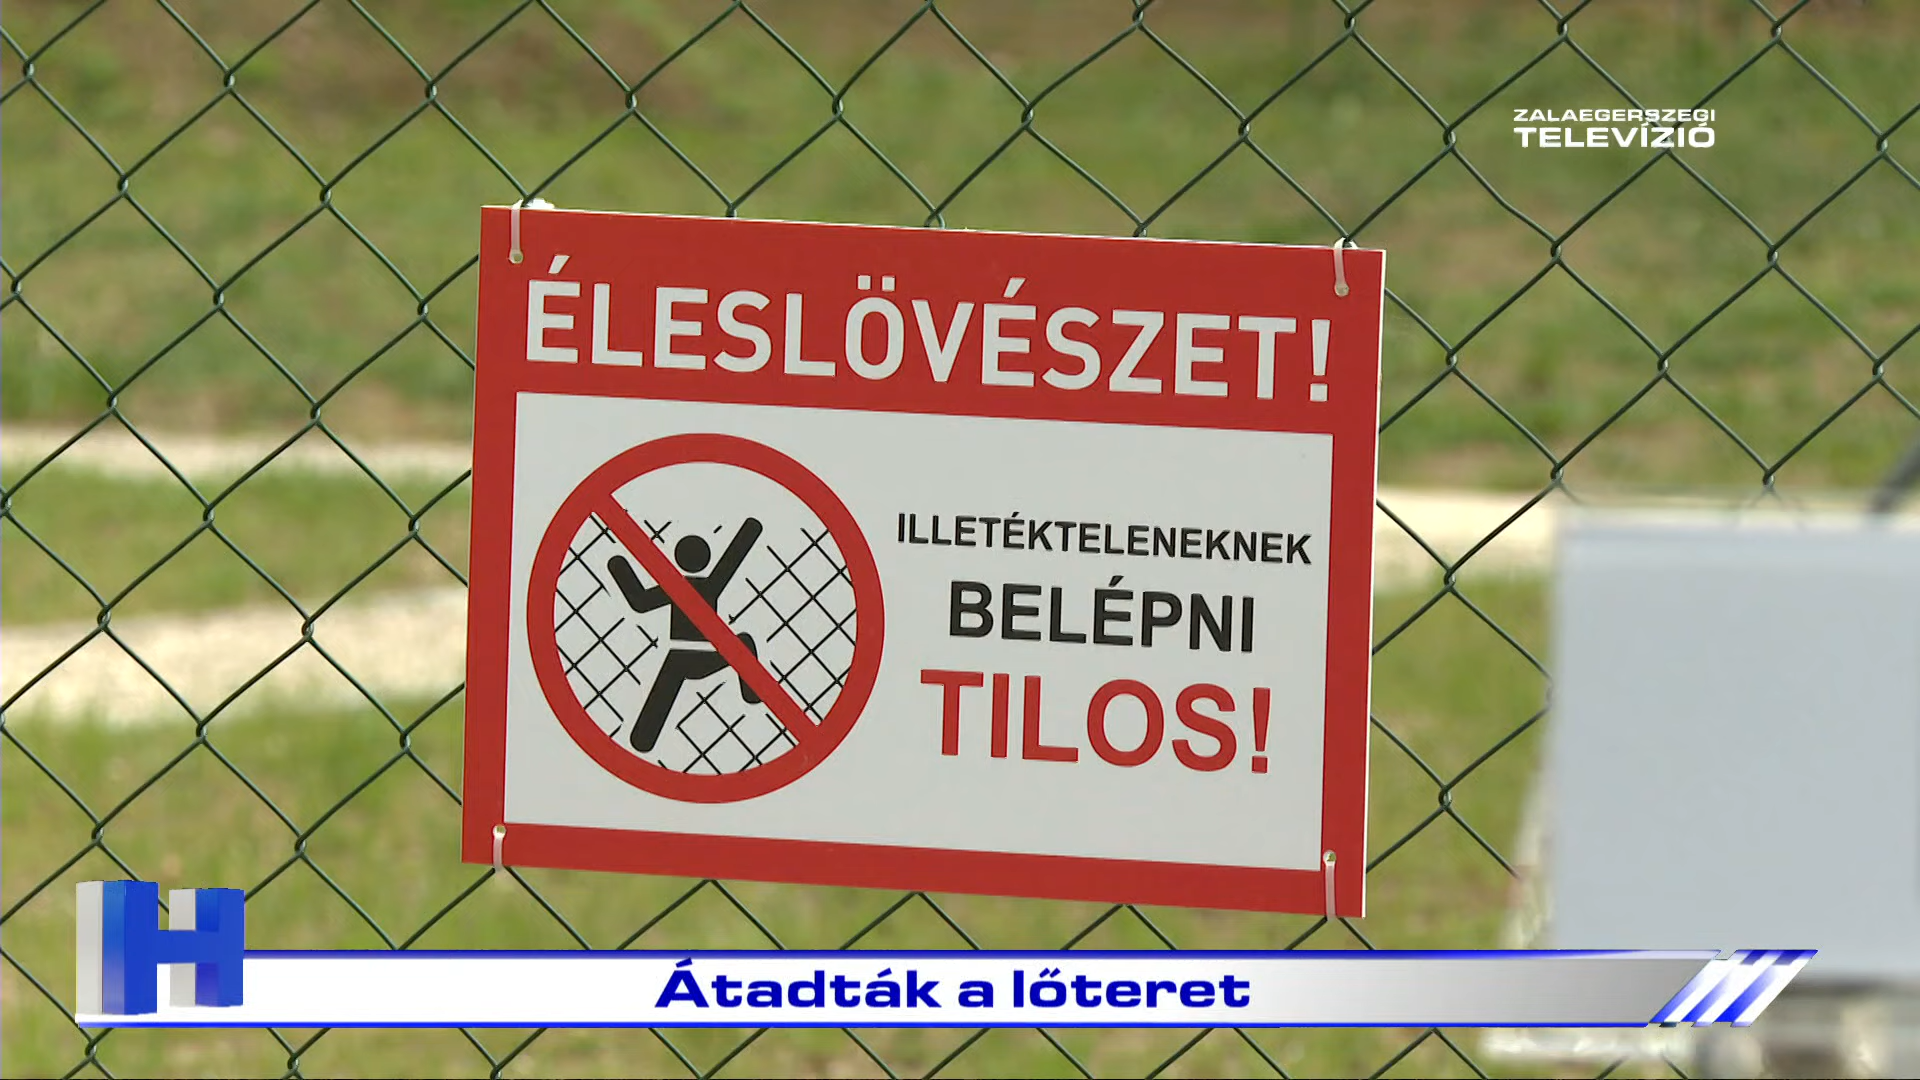 ZALAEGERSZEGI
TELEVÍZIÓ
ÉLESLÖVÉSZET!
ILLETÉKTELENEKNEK
BELÉPNI
TILOS!
H
Átadták a lőteret